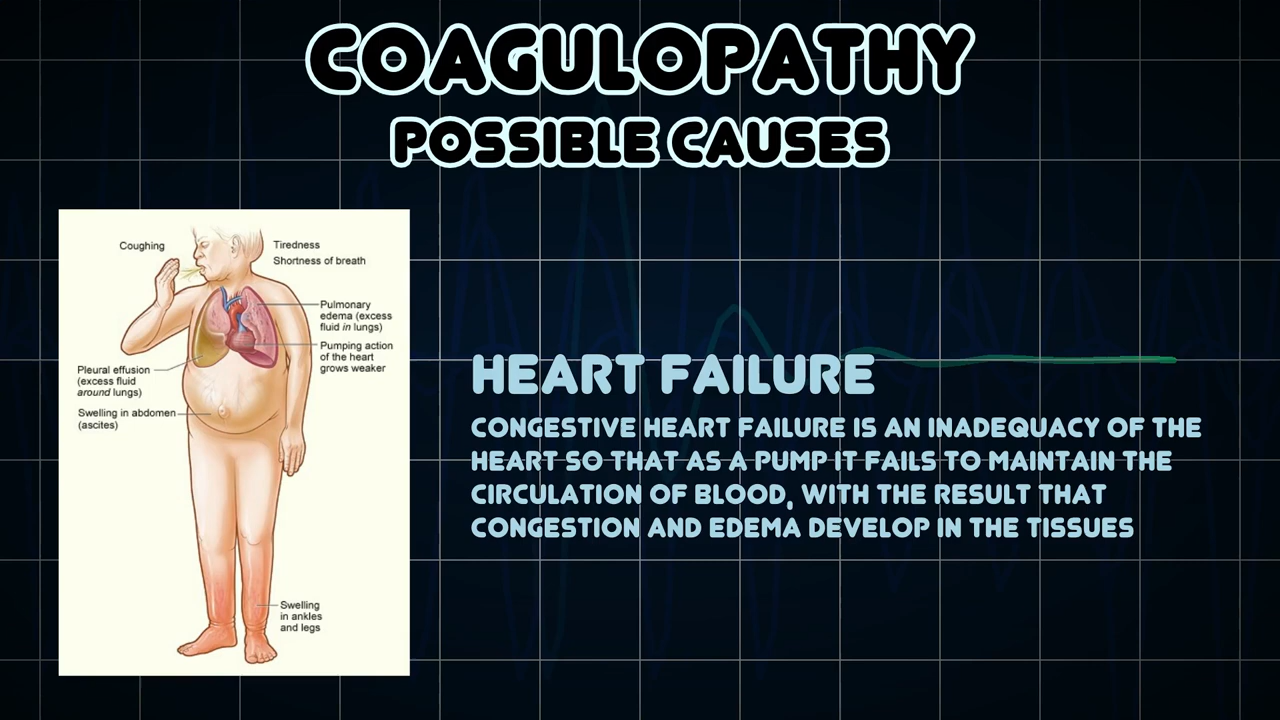 COAGULOPATHY
POSSIBLE CAUSES
Coughing
Tiredness
Shortness of breath
Pulmonary
edema (excess
fluid in lungs)
Pumping action
of the heart
grows weaker
Pleural effusion
(excess fluid
around lungs)
Swelling in abdomen
(ascites)
Swelling
in ankles
and legs
HEART FAILURE
CONGESTIVE HEART FAILURE IS AN INADEQUACY OF THE
HEART SO THAT AS A PUMP IT FAILS TO MAINTAIN THE
CIRCULATION OF BLOOD, WITH THE RESULT THAT
CONGESTION AND EDEMA DEVELOP IN THE TISSUES